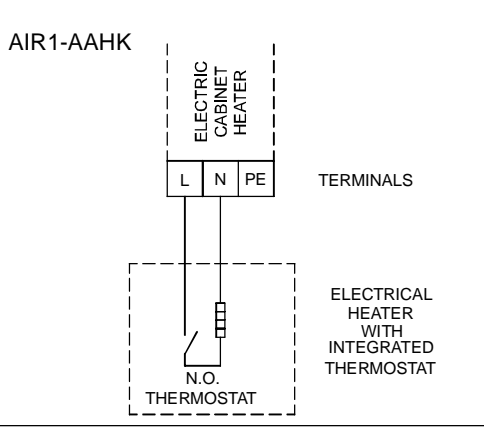 AIR1-AAHK
ELECTRIC
CABINET
HEATER
L N PE
TERMINALS
ELECTRICAL
HEATER
WITH
INTEGRATED
THERMOSTAT
N.O.
THERMOSTAT